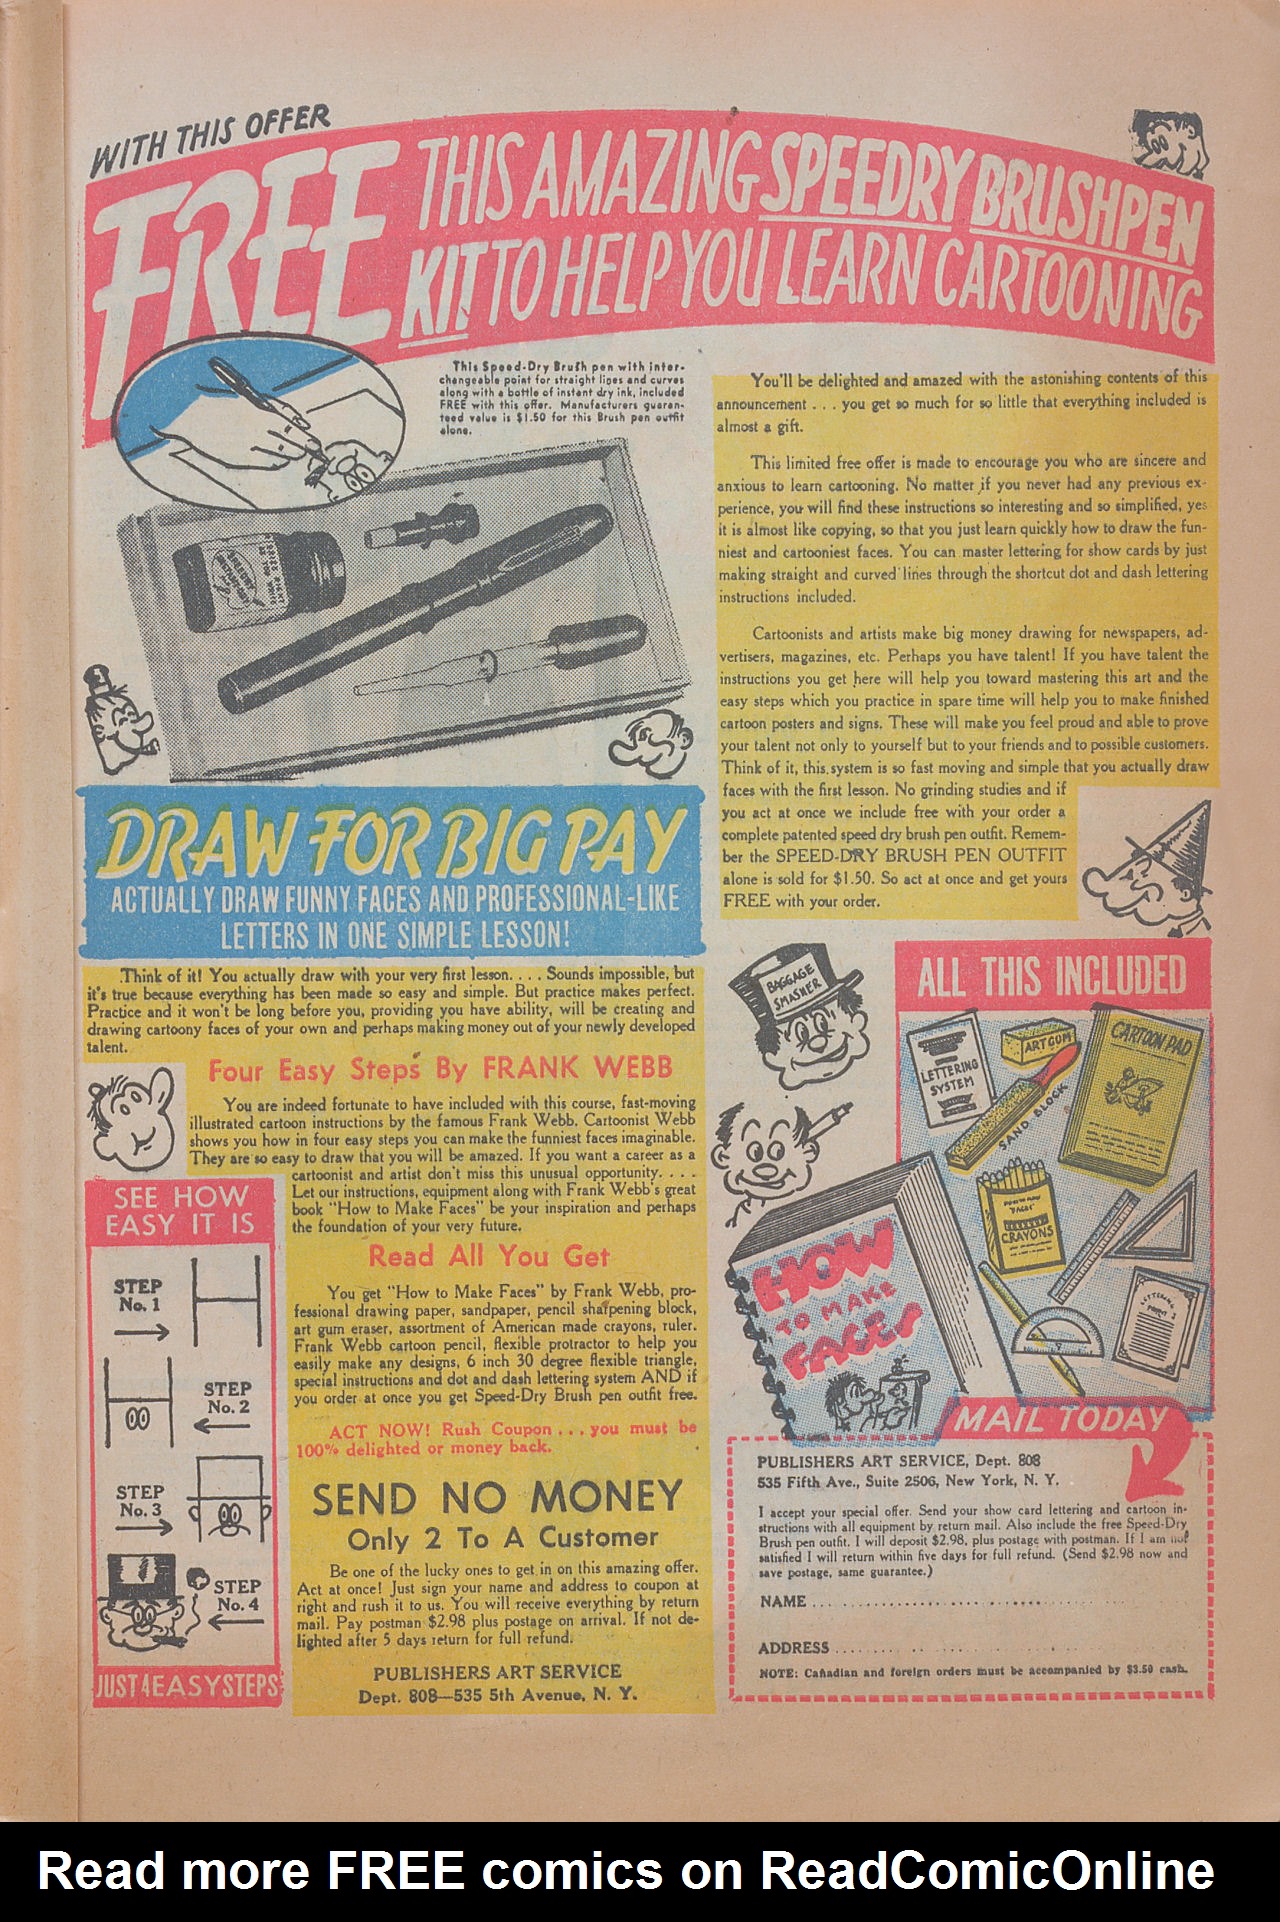 WITH THIS OFFER
FREE
THIS AMAZING SPEEDRY BRUSHPEN
KIT TO HELP YOU LEARN CARTOONING
This Speed-Dry Brush pen with inter-
changeable point for straight lines and curves
along with a bottle of instant dry ink, included
FREE with this offer. Manufacturers guaran-
teed value is $1.50 for this Brush pen outfit
alone.
DRAW FOR BIG PAY
ACTUALLY DRAW FUNNY FACES AND PROFESSIONAL-LIKE
LETTERS IN ONE SIMPLE LESSON!
Think of it! You actually draw with your very first lesson. . . . Sounds impossible, but
it's true because everything has been made so easy and simple. But practice makes perfect.
Practice and it won't be long before you, providing you have ability, will be creating and
drawing cartoony faces of your own and perhaps making money out of your newly developed
talent.
Four Easy Steps By FRANK WEBB
You are indeed fortunate to have included with this course, fast-moving
illustrated cartoon instructions by the famous Frank Webb. Cartoonist Webb
shows you how in four easy steps you can make the funniest faces imaginable.
They are so easy to draw that you will be amazed. If you want a career as a
cartoonist and artist don't miss this unusual opportunity. . . .
Let our instructions, equipment along with Frank Webb's great
book "How to Make Faces" be your inspiration and perhaps
the foundation of your very future.
SEE HOW
EASY IT IS
STEP
No. 1
STEP
No. 2
STEP
No. 3
STEP
No. 4
JUST 4 EASY STEPS
Read All You Get
You get "How to Make Faces" by Frank Webb, pro-
fessional drawing paper, sandpaper, pencil sharpening block,
art gum eraser, assortment of American made crayons, ruler.
Frank Webb cartoon pencil, flexible protractor to help you
easily make any designs, 6 inch 30 degree flexible triangle,
special instructions and dot and dash lettering system AND if
you order at once you get Speed-Dry Brush pen outfit free.
ACT NOW! Rush Coupon . . . you must be
100% delighted or money back.
SEND NO MONEY
Only 2 To A Customer
Be one of the lucky ones to get in on this amazing offer.
Act at once! Just sign your name and address to coupon at
right and rush it to us. You will receive everything by return
mail. Pay postman $2.98 plus postage on arrival. If not de-
lighted after 5 days return for full refund.
PUBLISHERS ART SERVICE
Dept. 808—535 5th Avenue, N. Y.
You'll be delighted and amazed with the astonishing contents of this
announcement . . . you get so much for so little that everything included is
almost a gift.
This limited free offer is made to encourage you who are sincere and
anxious to learn cartooning. No matter if you never had any previous ex-
perience, you will find these instructions so interesting and so simplified, yes
it is almost like copying, so that you just learn quickly how to draw the fun-
niest and cartooniest faces. You can master lettering for show cards by just
making straight and curved lines through the shortcut dot and dash lettering
instructions included.
Cartoonists and artists make big money drawing for newspapers, ad-
vertisers, magazines, etc. Perhaps you have talent! If you have talent the
instructions you get here will help you toward mastering this art and the
easy steps which you practice in spare time will help you to make finished
cartoon posters and signs. These will make you feel proud and able to prove
your talent not only to yourself but to your friends and to possible customers.
Think of it, this system is so fast moving and simple that you actually draw
faces with the first lesson. No grinding studies and if
you act at once we include free with your order a
complete patented speed dry brush pen outfit. Remem-
ber the SPEED-DRY BRUSH PEN OUTFIT
alone is sold for $1.50. So act at once and get yours
FREE with your order.
BAGGAGE
SMASHER
ALL THIS INCLUDED
LETTERING
SYSTEM
ART GUM
SAND BLOCK
CARTOON PAD
CRAYONS
HOW
TO MAKE
FACES
MAIL TODAY
PUBLISHERS ART SERVICE, Dept. 808
535 Fifth Ave., Suite 2506, New York, N. Y.
I accept your special offer. Send your show card lettering and cartoon in-
structions with all equipment by return mail. Also include the free Speed-Dry
Brush pen outfit. I will deposit $2.98, plus postage with postman. If I am not
satisfied I will return within five days for full refund. (Send $2.98 now and
save postage, same guarantee.)
NAME
ADDRESS
NOTE: Canadian and foreign orders must be accompanied by $3.50 cash.
Read more FREE comics on ReadComicOnline